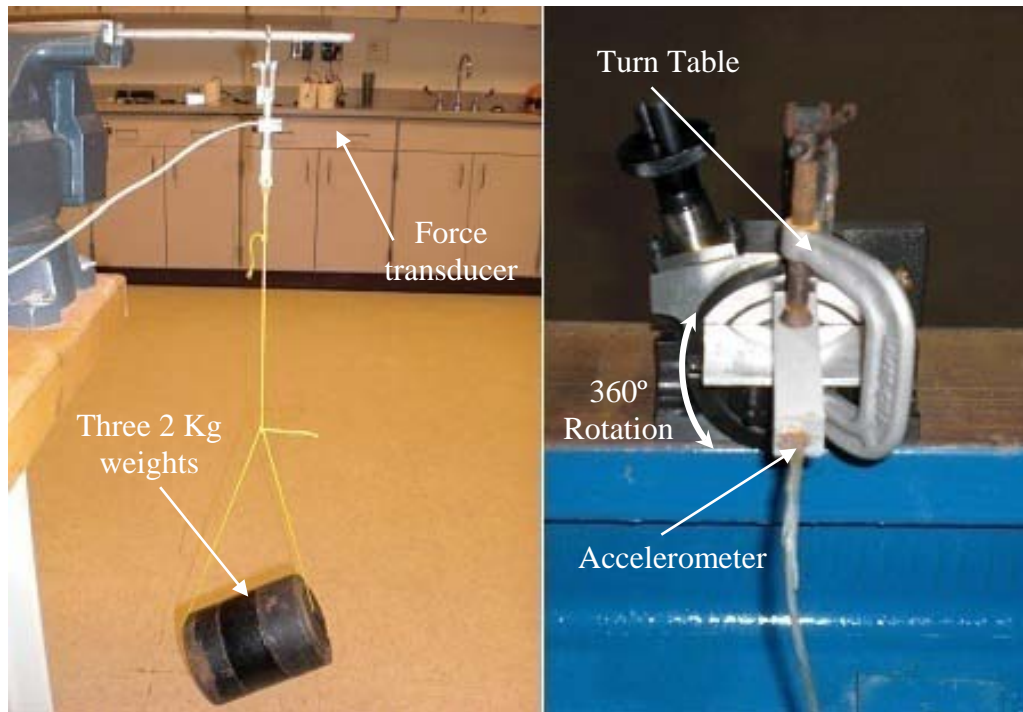 Force
transducer
Three 2 Kg
weights
Turn Table
360º
Rotation
Accelerometer